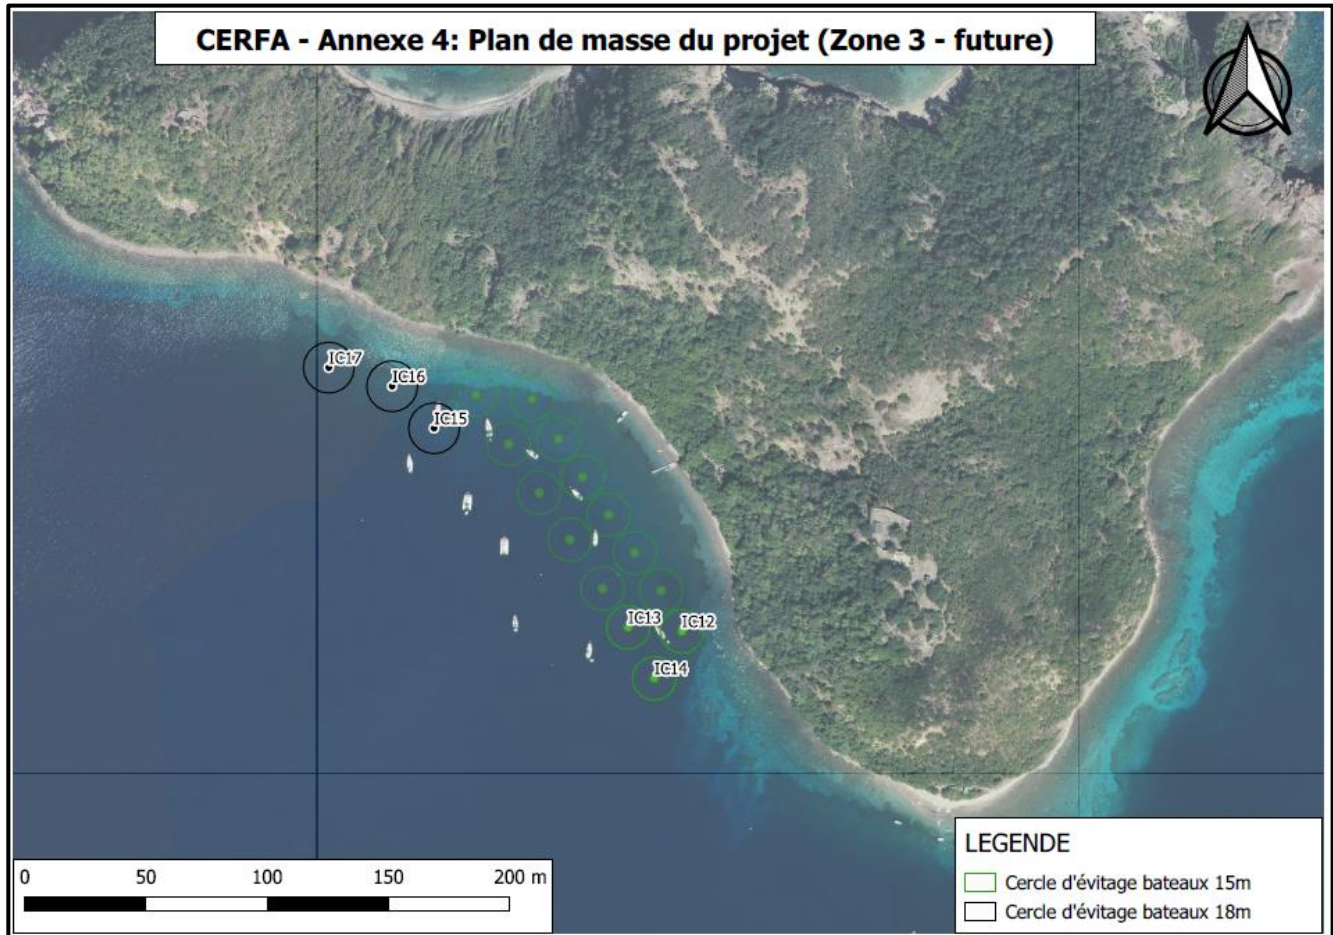 CERFA - Annexe 4: Plan de masse du projet (Zone 3 - future)
IC17
IC16
IC15
IC13
IC12
IC14
0 50 100 150 200 m
LEGENDE
Cercle d'évitage bateaux 15m
Cercle d'évitage bateaux 18m